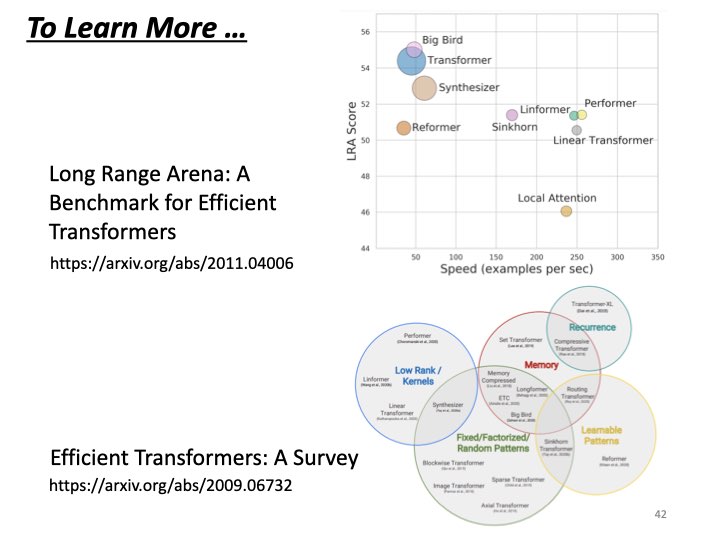 To Learn More ...
Long Range Arena: A
Benchmark for Efficient
Transformers
https://arxiv.org/abs/2011.04006
LRA Score
56
54
52
50
48
46
44
Big Bird
Transformer
Synthesizer
Reformer
Sinkhorn
Linformer
Performer
Linear Transformer
Local Attention
50
100
150
200
250
300
350
Speed (examples per sec)
Efficient Transformers: A Survey
https://arxiv.org/abs/2009.06732
Transformer-XL
Recurrence
Performer
Set Transformer
Compressive
Transformer
Memory
Low Rank /
Kernels
Linformer
Memory
Compressed
Longformer
Routing
Transformer
ETC
Linear
Transformer
Synthesizer
Big Bird
Fixed/Factorized/
Random Patterns
Learnable
Patterns
Sinkhorn
Transformer
Reformer
Blockwise Transformer
Sparse Transformer
Image Transformer
Axial Transformer
42